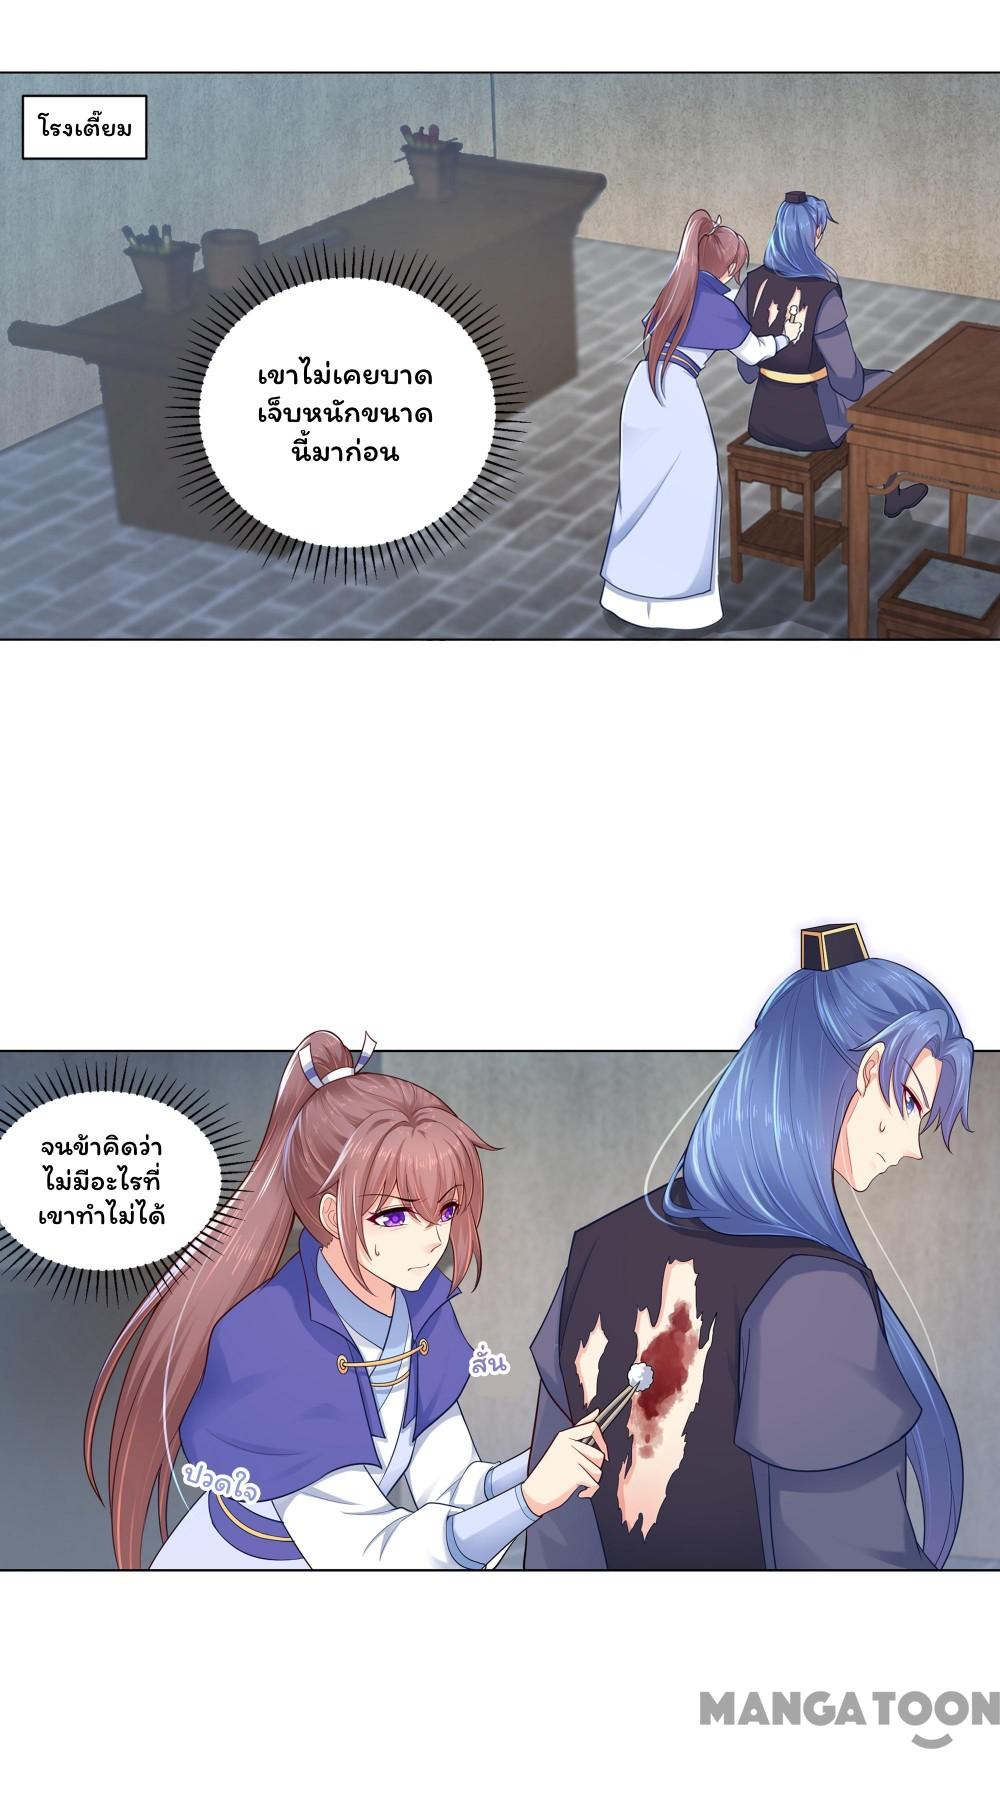 โรงเตี๊ยม
เขาไม่เคยบาด
เจ็บหนักขนาด
นี้มาก่อน
จนข้าคิดว่า
ไม่มีอะไรที่
เขาทำไม่ได้
สั่น
ปวดใจ
MANGATOON